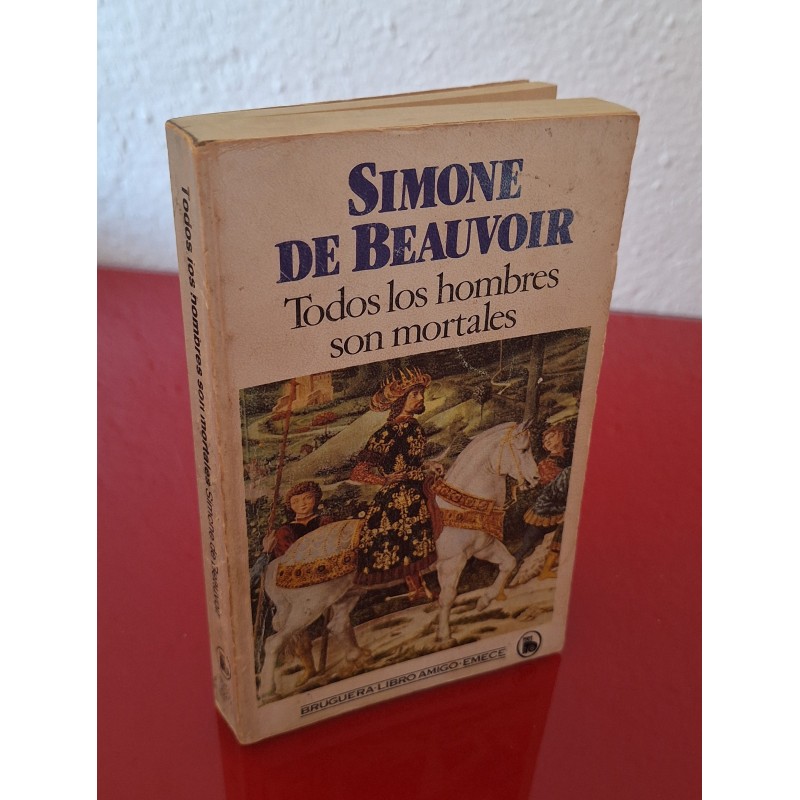 SIMONE
DE BEAUVOIR
Todos los hombres
son mortales
BRUGUERA·LIBRO AMIGO·EMECE
Todos los hombres son mortales Simone de Beauvoir